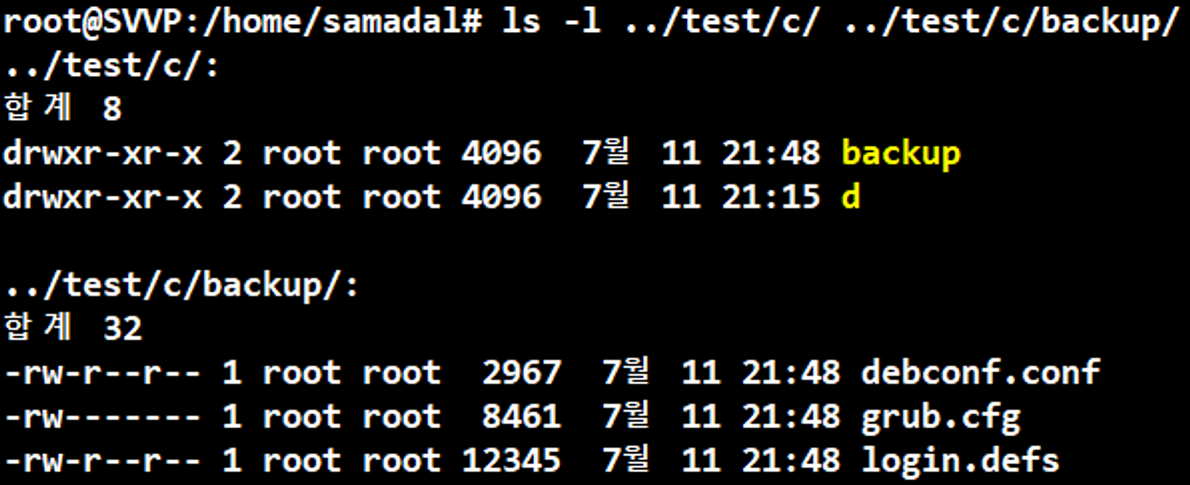 root@SVVP:/home/samadal# ls -l ../test/c/ ../test/c/backup/
../test/c/:
합계 8
drwxr-xr-x 2 root root 4096  7월  11 21:48 backup
drwxr-xr-x 2 root root 4096  7월  11 21:15 d

../test/c/backup/:
합계 32
-rw-r--r-- 1 root root  2967  7월  11 21:48 debconf.conf
-rw------- 1 root root  8461  7월  11 21:48 grub.cfg
-rw-r--r-- 1 root root 12345  7월  11 21:48 login.defs